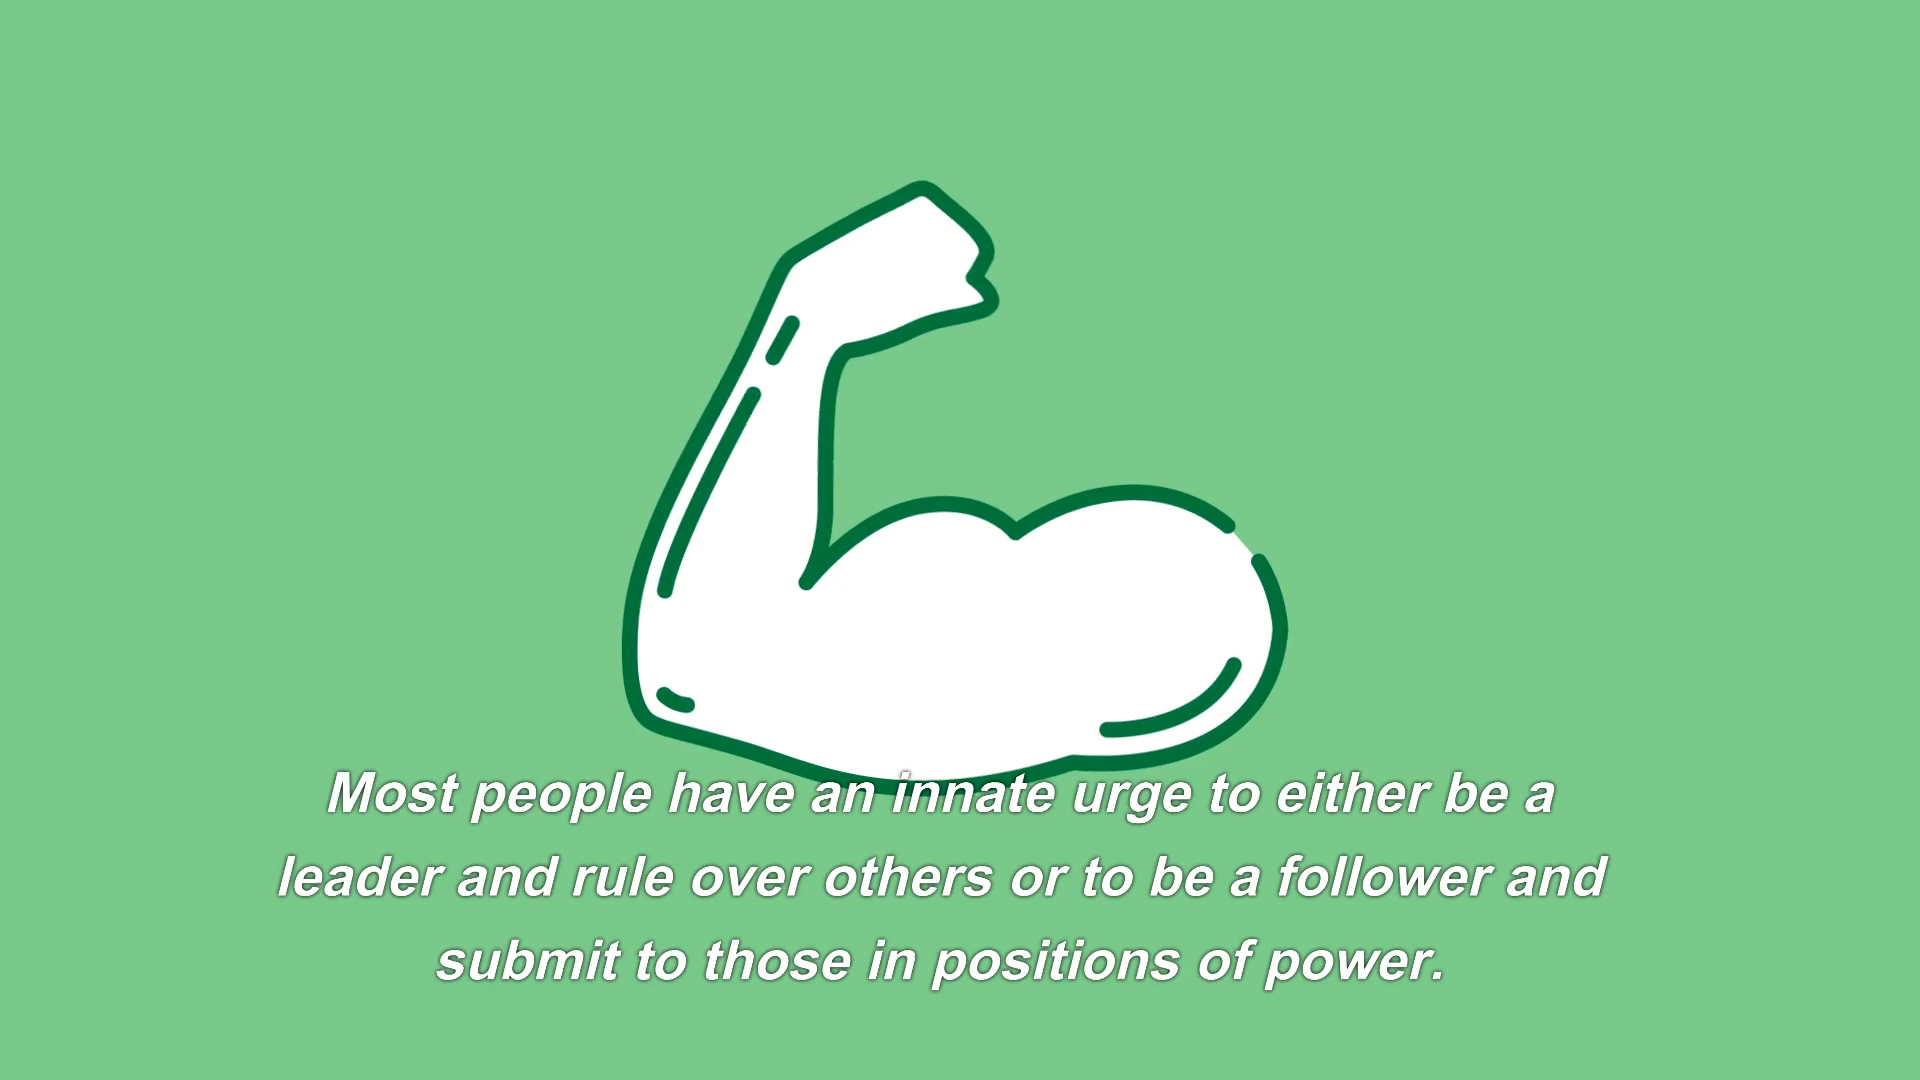 Most people have an innate urge to either be a
leader and rule over others or to be a follower and
submit to those in positions of power.